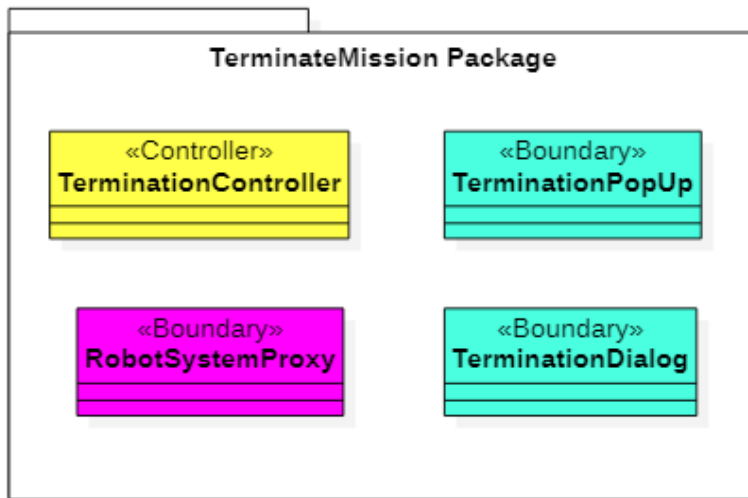 TerminateMission Package
«Controller»
TerminationController
«Boundary»
TerminationPopUp
«Boundary»
RobotSystemProxy
«Boundary»
TerminationDialog